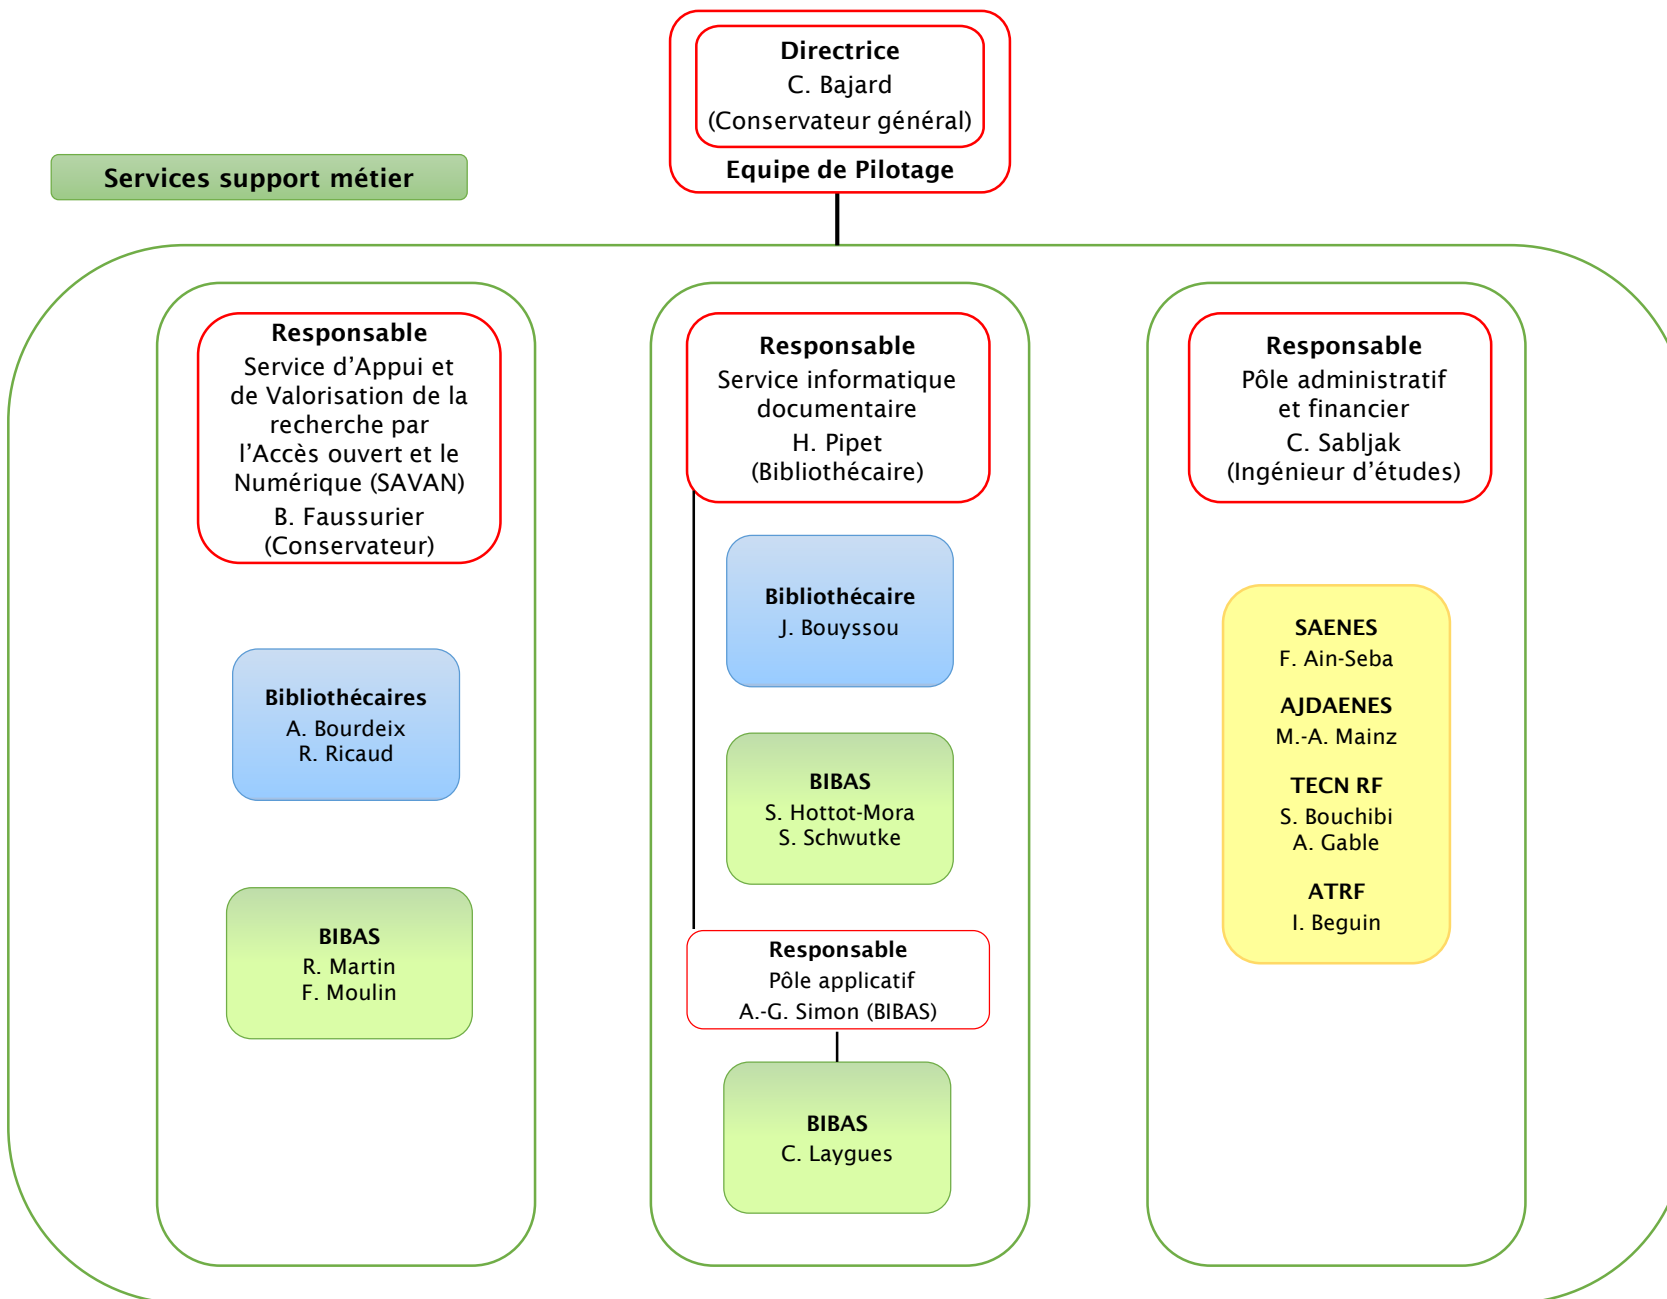 Directrice
C. Bajard
(Conservateur général)
Equipe de Pilotage
Services support métier
Responsable
Service d’Appui et
de Valorisation de la
recherche par
l’Accès ouvert et le
Numérique (SAVAN)
B. Faussurier
(Conservateur)
Bibliothécaires
A. Bourdeix
R. Ricaud
BIBAS
R. Martin
F. Moulin
Responsable
Service informatique
documentaire
H. Pipet
(Bibliothécaire)
Bibliothécaire
J. Bouyssou
BIBAS
S. Hottot-Mora
S. Schwutke
Responsable
Pôle applicatif
A.-G. Simon (BIBAS)
BIBAS
C. Laygues
Responsable
Pôle administratif
et financier
C. Sabljak
(Ingénieur d’études)
SAENES
F. Ain-Seba
AJDAENES
M.-A. Mainz
TECN RF
S. Bouchibi
A. Gable
ATRF
I. Beguin